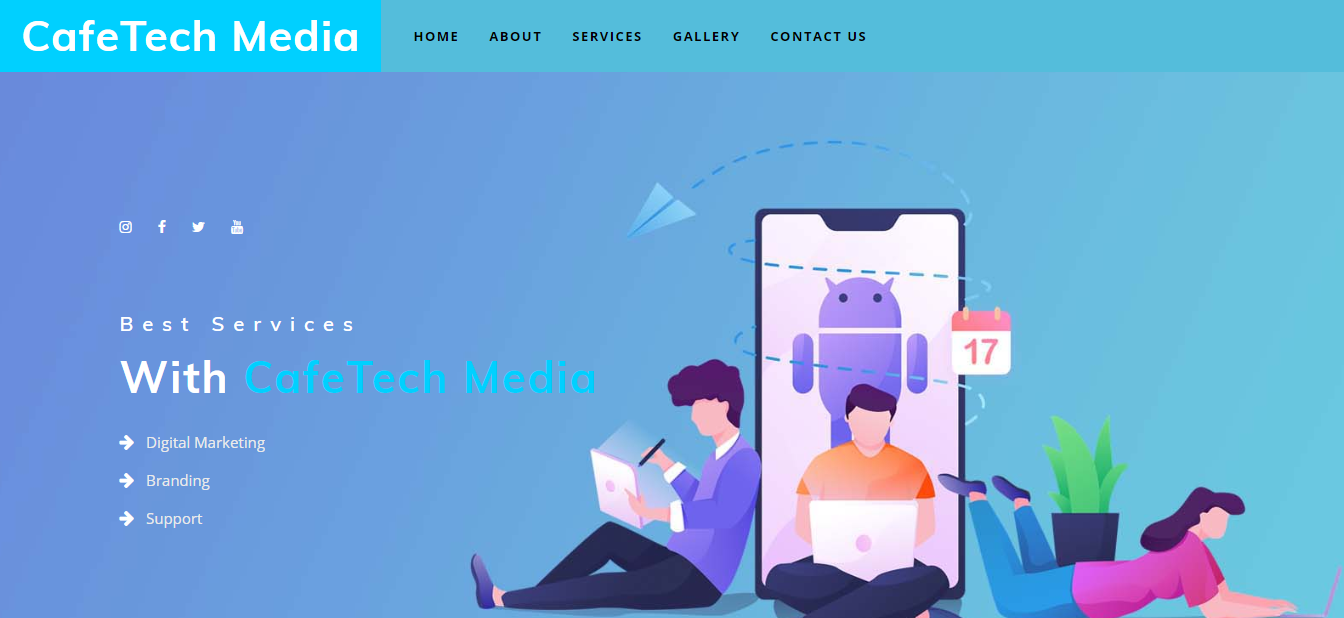 CafeTech Media
HOME ABOUT SERVICES GALLERY CONTACT US
Best Services
With CafeTech Media
17
Digital Marketing
Branding
Support